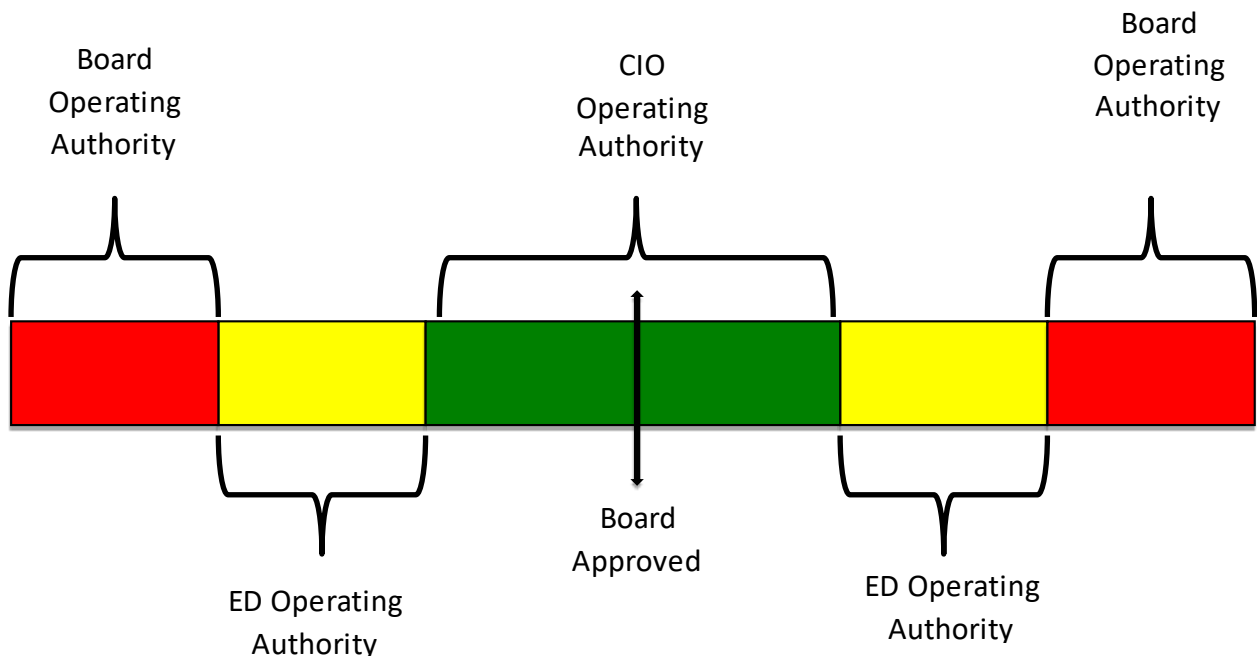 Board
Operating
Authority
CIO
Operating
Authority
Board
Operating
Authority
ED Operating
Authority
Board
Approved
ED Operating
Authority